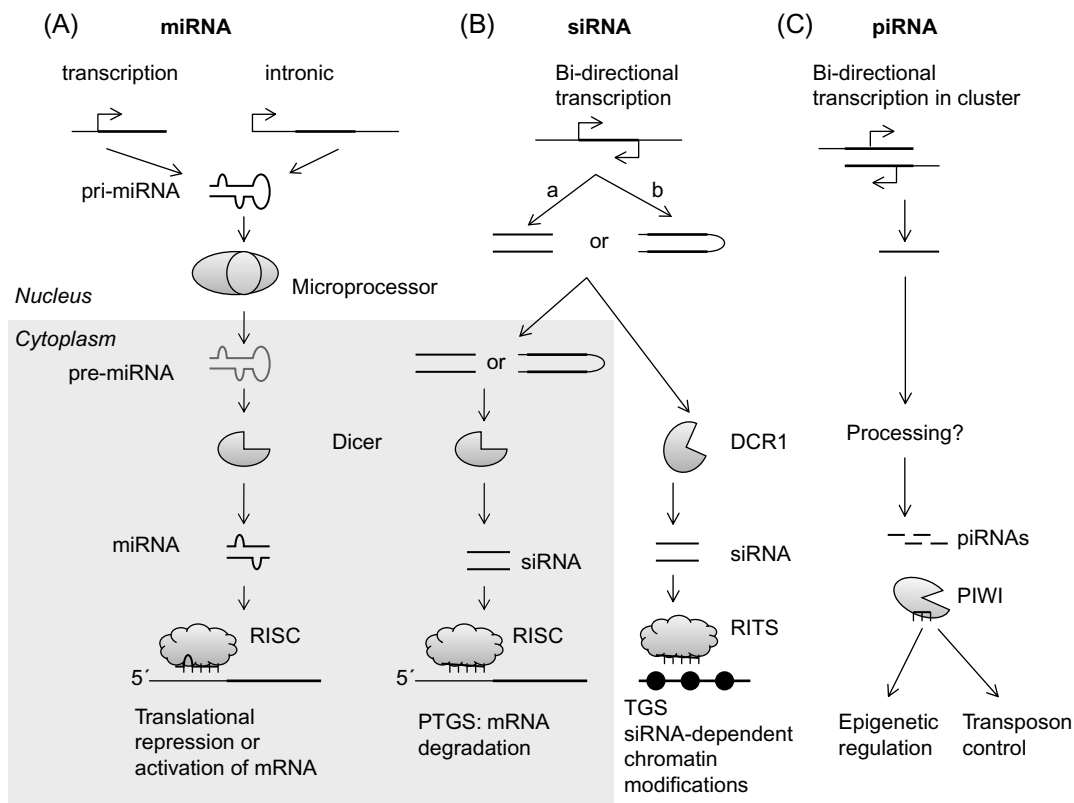 (A)
miRNA
transcription
intronic
pri-miRNA
Microprocessor
Nucleus
Cytoplasm
pre-miRNA
Dicer
miRNA
RISC
5´
Translational
repression or
activation of mRNA
(B)
siRNA
Bi-directional
transcription
a
b
or
or
siRNA
RISC
5´
PTGS: mRNA
degradation
DCR1
siRNA
RITS
TGS
siRNA-dependent
chromatin
modifications
(C)
piRNA
Bi-directional
transcription in cluster
Processing?
piRNAs
PIWI
Epigenetic
regulation
Transposon
control